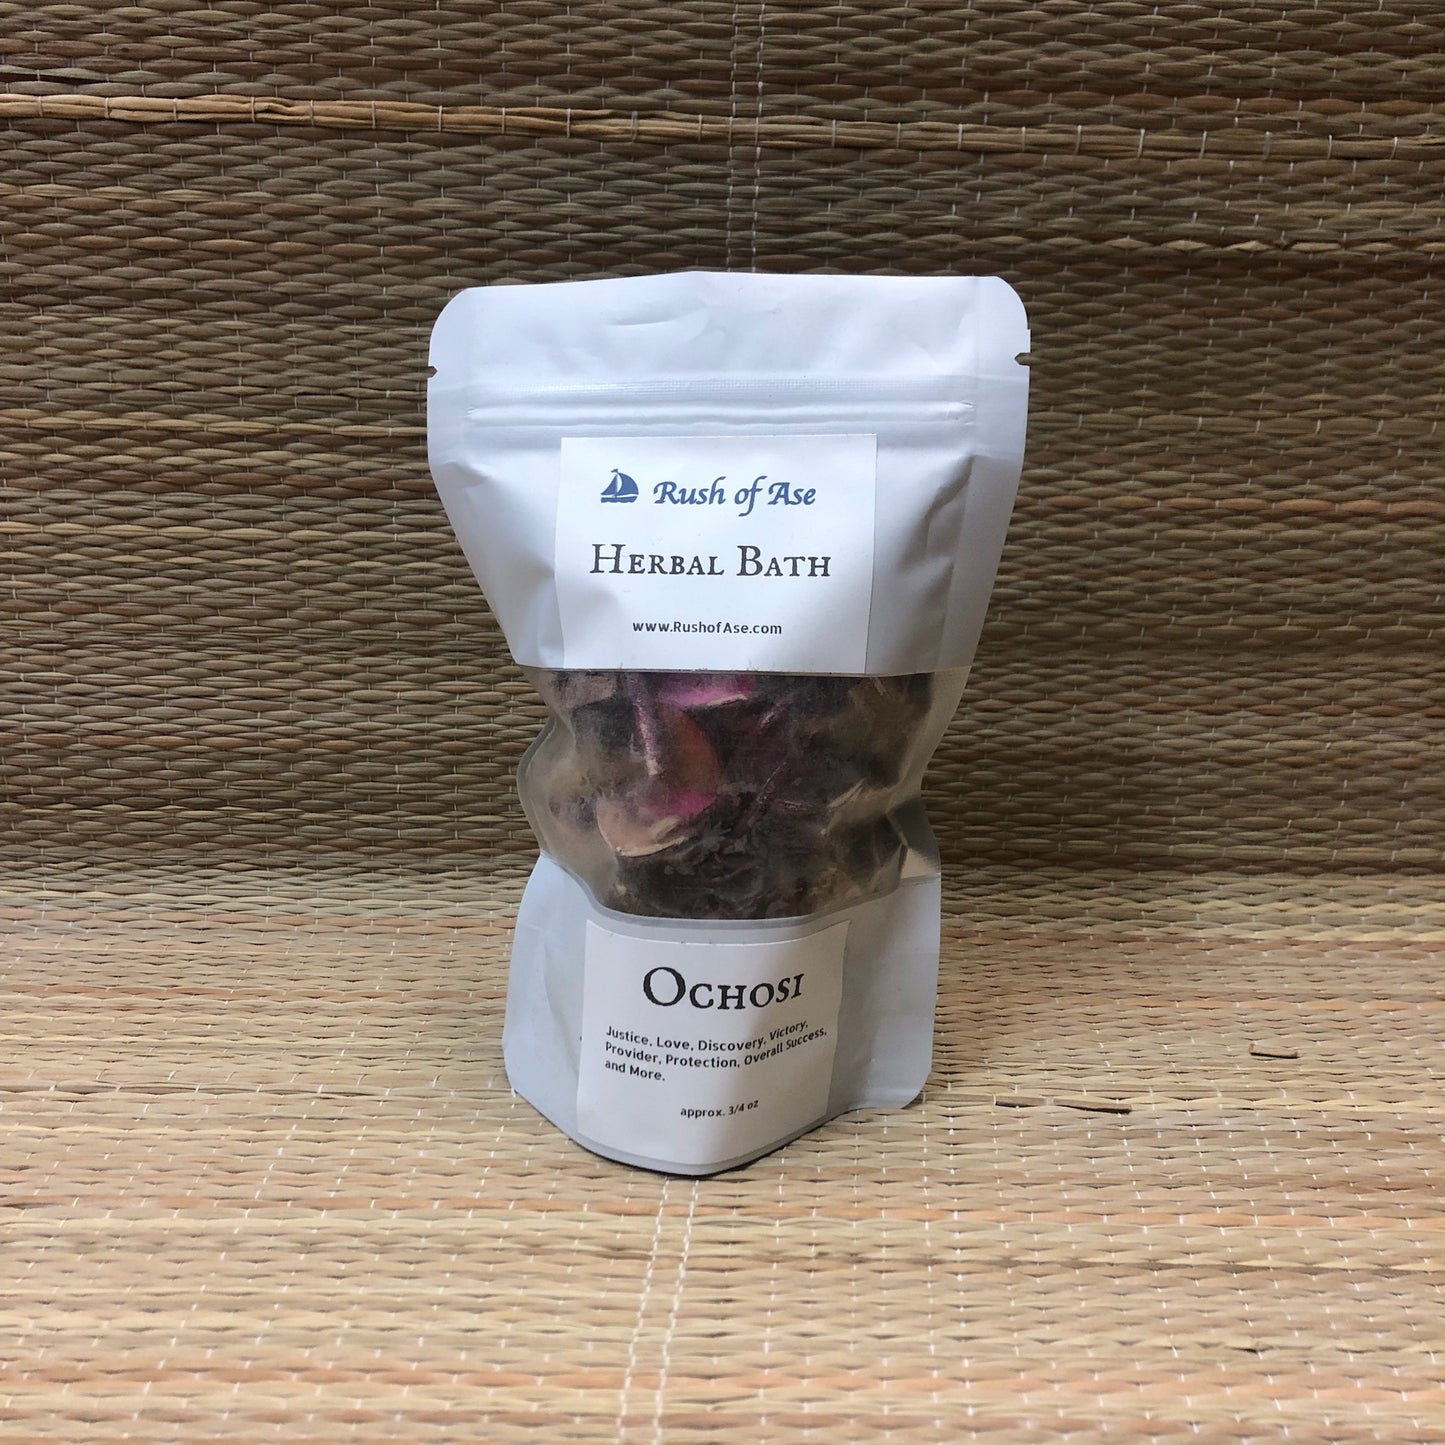 Rush of Ase
Herbal Bath
www.RushofAse.com
Ochosi
Justice, Love, Discovery, Victory,
Provider, Protection, Overall Success,
and More.
approx. 3/4 oz